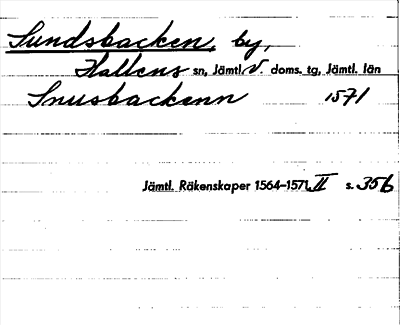 Sundsbacken, by,
Hallens sn, Jämtl. V. doms. tg, Jämtl. län
Snusbackenn 1571
Jämtl. Räkenskaper 1564–1571 II s. 356